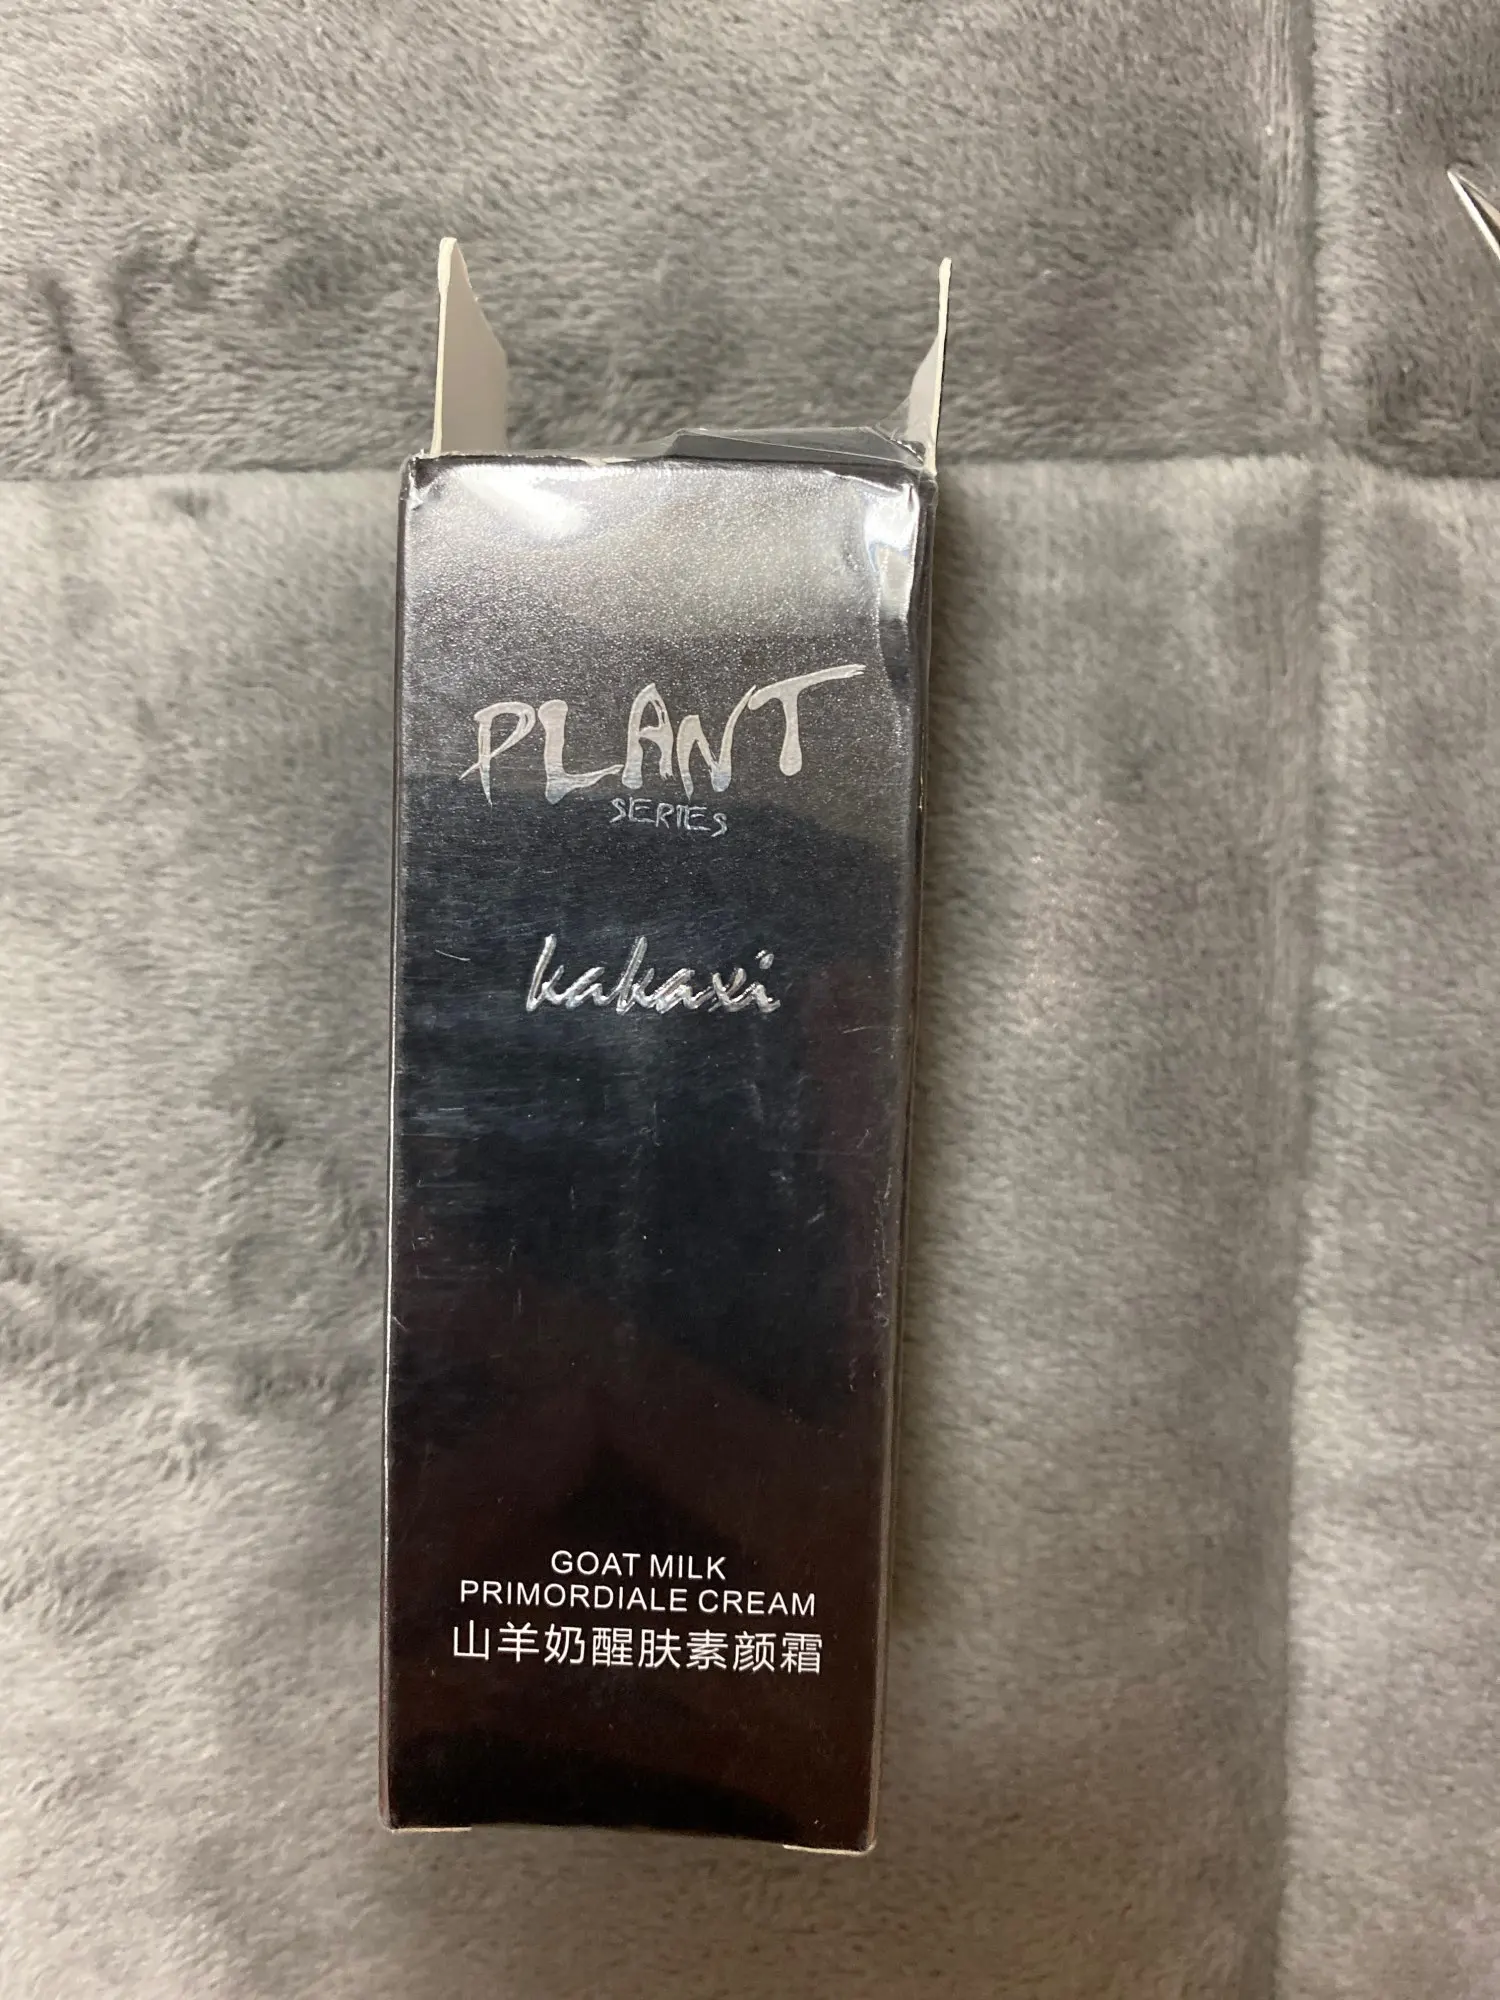 PLANT
SERIES
kakaxi
GOAT MILK
PRIMORDIALE CREAM
山羊奶醒肤素颜霜